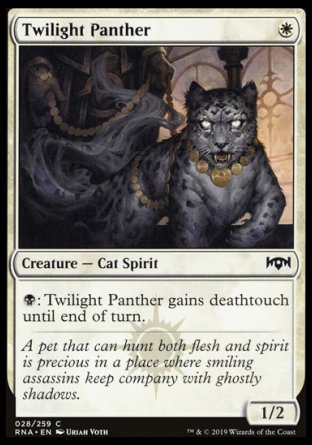 Twilight Panther
Creature — Cat Spirit
: Twilight Panther gains deathtouch
until end of turn.
A pet that can hunt both flesh and spirit
is precious in a place where smiling
assassins keep company with ghostly
shadows.
1/2
028/259 C
RNA • EN Uriah Voth
™ & © 2019 Wizards of the Coast